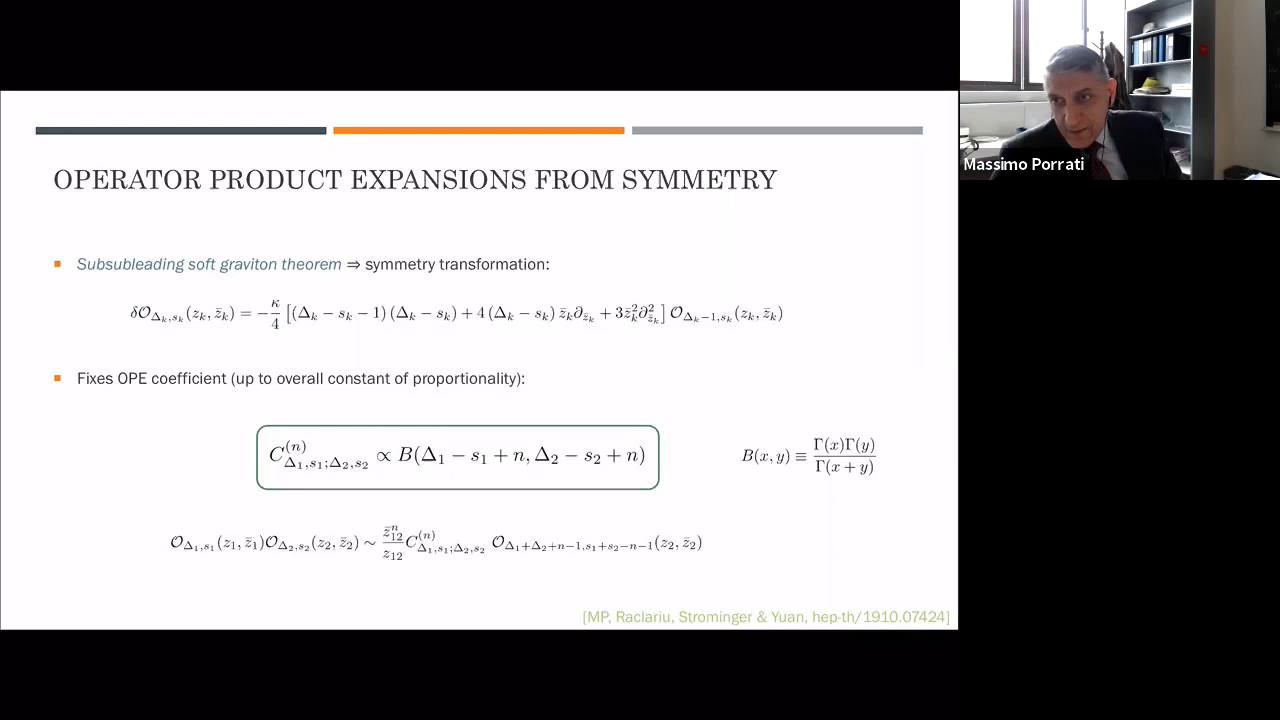 Massimo Porrati
OPERATOR PRODUCT EXPANSIONS FROM SYMMETRY
Subsubleading soft graviton theorem ⇒ symmetry transformation:
δ𝒪_{Δ_k,s_k}(z_k, z̄_k) = −κ/4 [(Δ_k − s_k − 1)(Δ_k − s_k) + 4(Δ_k − s_k) z̄_k ∂_{z̄_k} + 3z̄_k^2 ∂^2_{z̄_k}] 𝒪_{Δ_k−1,s_k}(z_k, z̄_k)
Fixes OPE coefficient (up to overall constant of proportionality):
C^{(n)}_{Δ_1,s_1;Δ_2,s_2} ∝ B(Δ_1 − s_1 + n, Δ_2 − s_2 + n)
B(x, y) ≡ Γ(x)Γ(y)/Γ(x + y)
𝒪_{Δ_1,s_1}(z_1, z̄_1)𝒪_{Δ_2,s_2}(z_2, z̄_2) ∼ z̄_{12}^n/z_{12} C^{(n)}_{Δ_1,s_1;Δ_2,s_2} 𝒪_{Δ_1+Δ_2+n−1,s_1+s_2−n−1}(z_2, z̄_2)
[MP, Raclariu, Strominger & Yuan, hep-th/1910.07424]